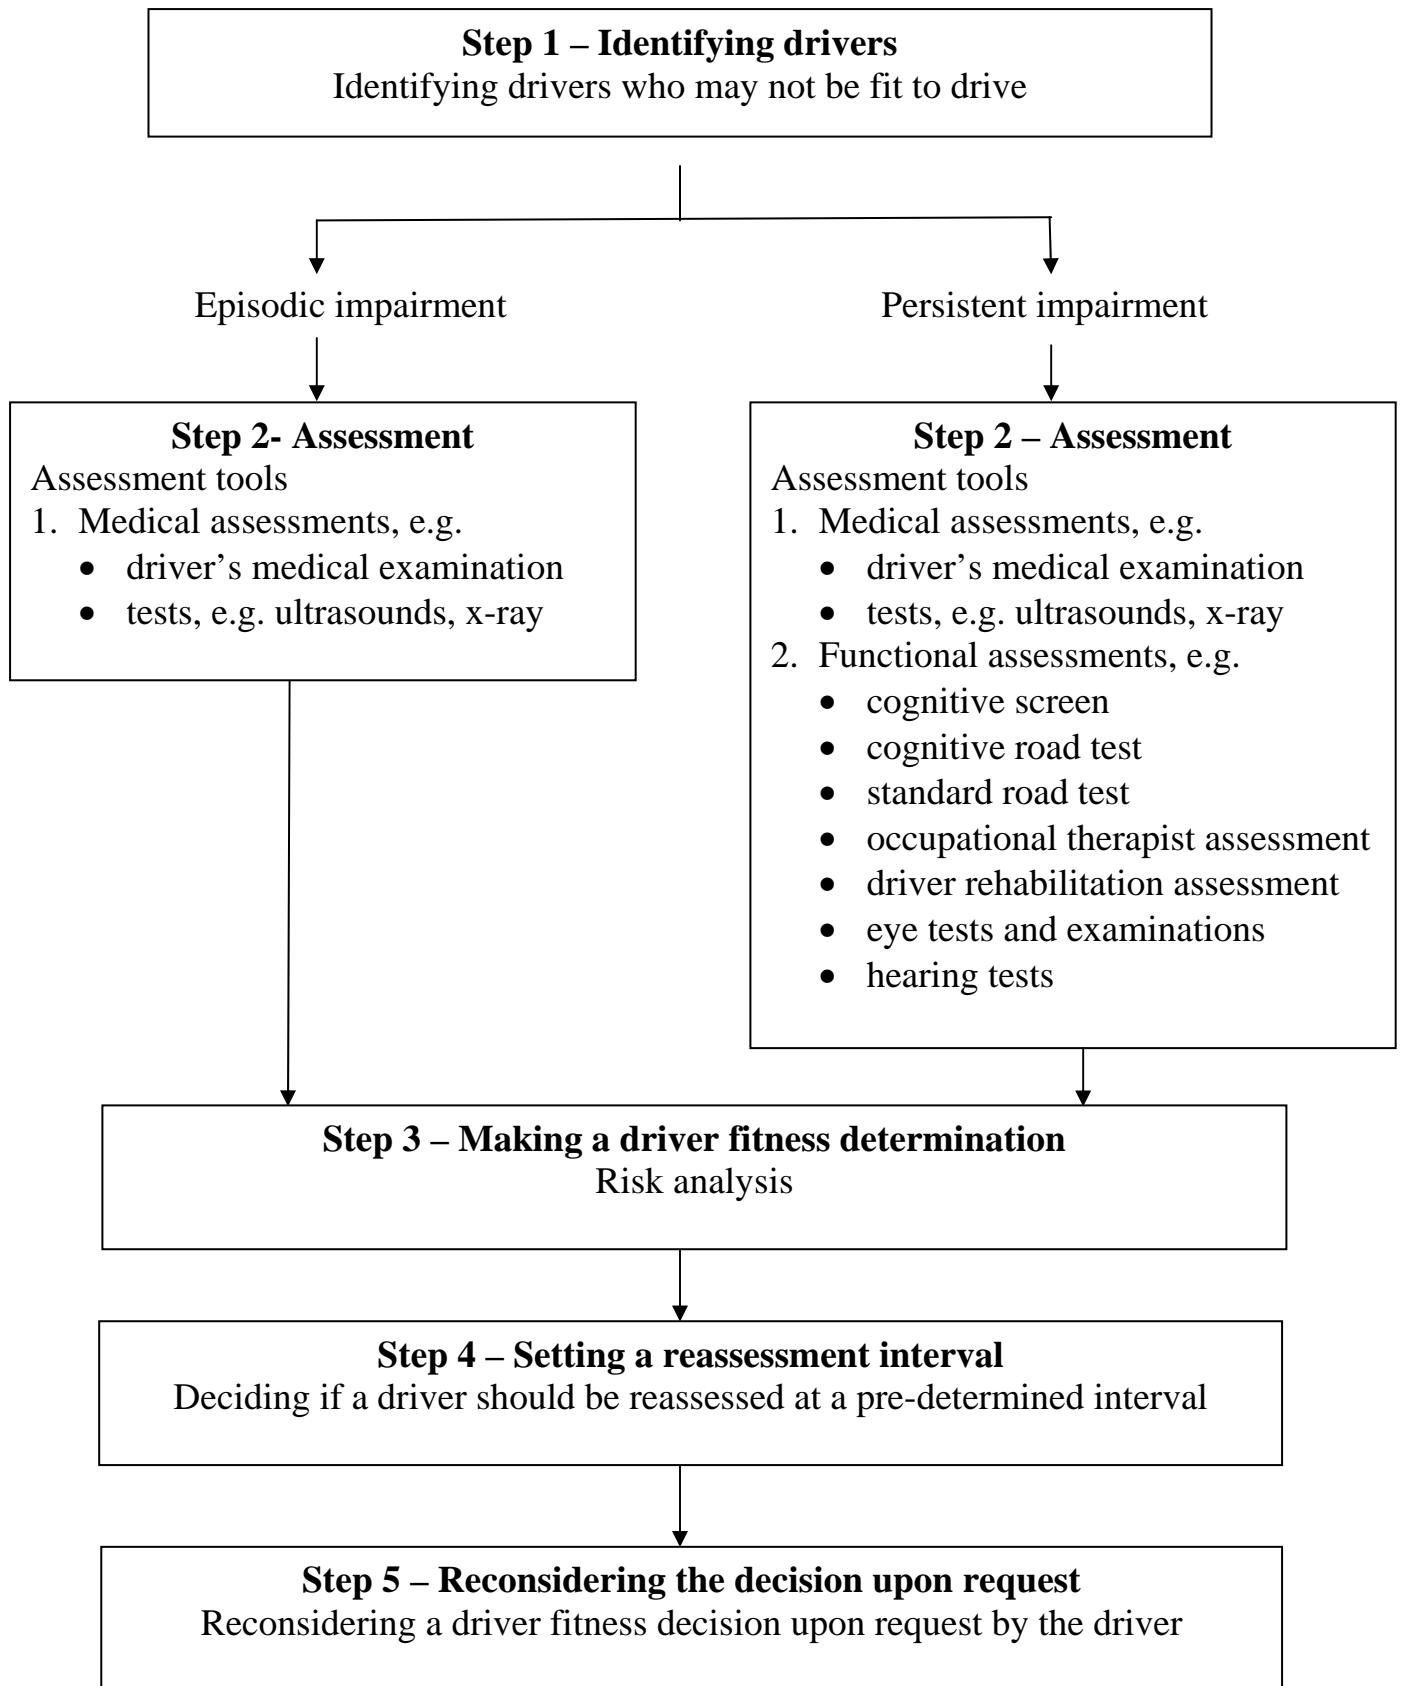 Step 1 – Identifying drivers
Identifying drivers who may not be fit to drive
Episodic impairment
Persistent impairment
Step 2- Assessment
Assessment tools
1. Medical assessments, e.g.
• driver’s medical examination
• tests, e.g. ultrasounds, x-ray
Step 2 – Assessment
Assessment tools
1. Medical assessments, e.g.
• driver’s medical examination
• tests, e.g. ultrasounds, x-ray
2. Functional assessments, e.g.
• cognitive screen
• cognitive road test
• standard road test
• occupational therapist assessment
• driver rehabilitation assessment
• eye tests and examinations
• hearing tests
Step 3 – Making a driver fitness determination
Risk analysis
Step 4 – Setting a reassessment interval
Deciding if a driver should be reassessed at a pre-determined interval
Step 5 – Reconsidering the decision upon request
Reconsidering a driver fitness decision upon request by the driver